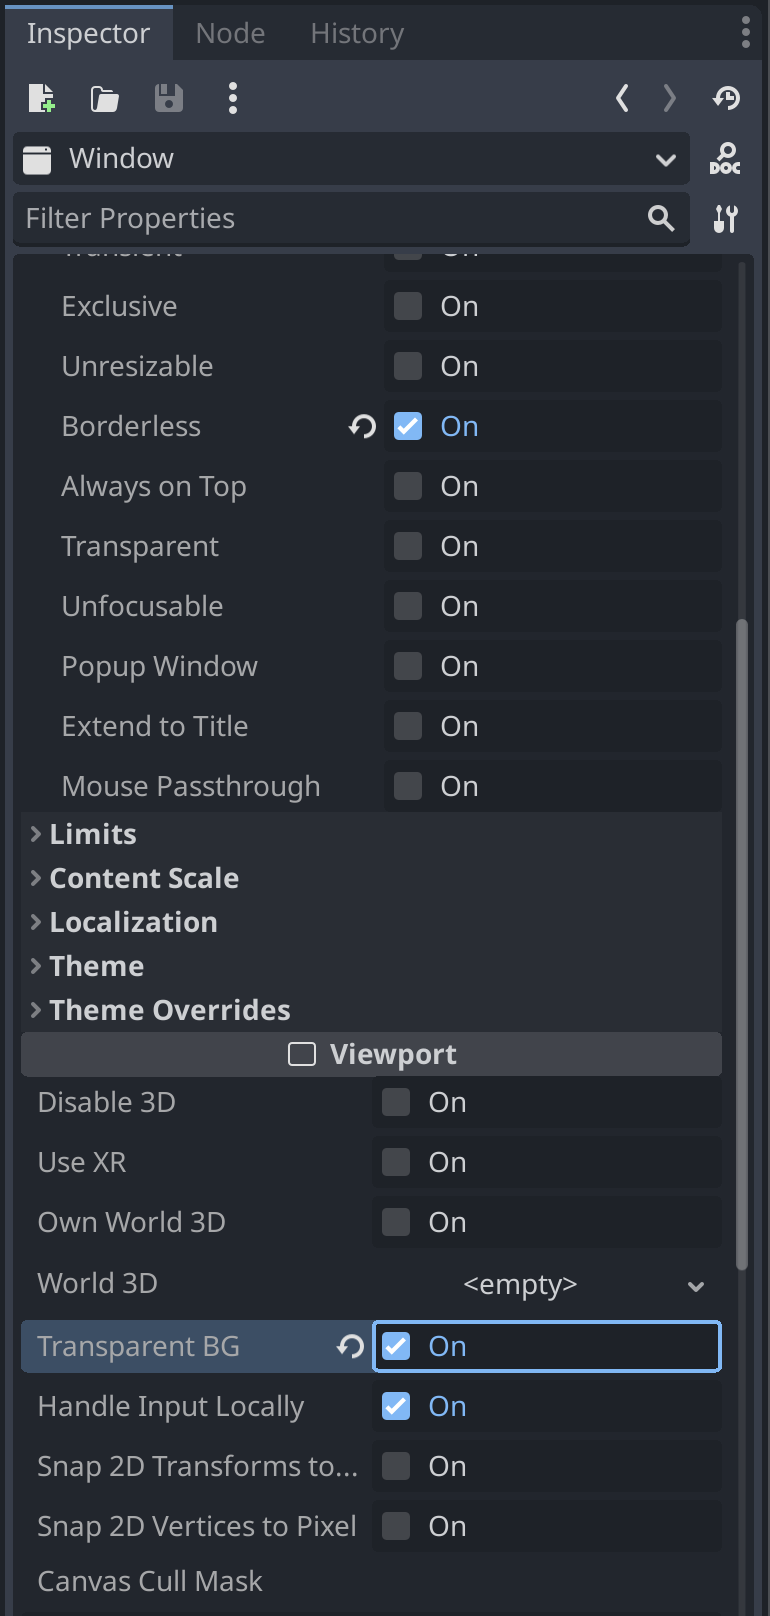 Inspector Node History
Window
DOC
Filter Properties
Transient On
Exclusive On
Unresizable On
Borderless On
Always on Top On
Transparent On
Unfocusable On
Popup Window On
Extend to Title On
Mouse Passthrough On
Limits
Content Scale
Localization
Theme
Theme Overrides
Viewport
Disable 3D On
Use XR On
Own World 3D On
World 3D <empty>
Transparent BG On
Handle Input Locally On
Snap 2D Transforms to... On
Snap 2D Vertices to Pixel On
Canvas Cull Mask